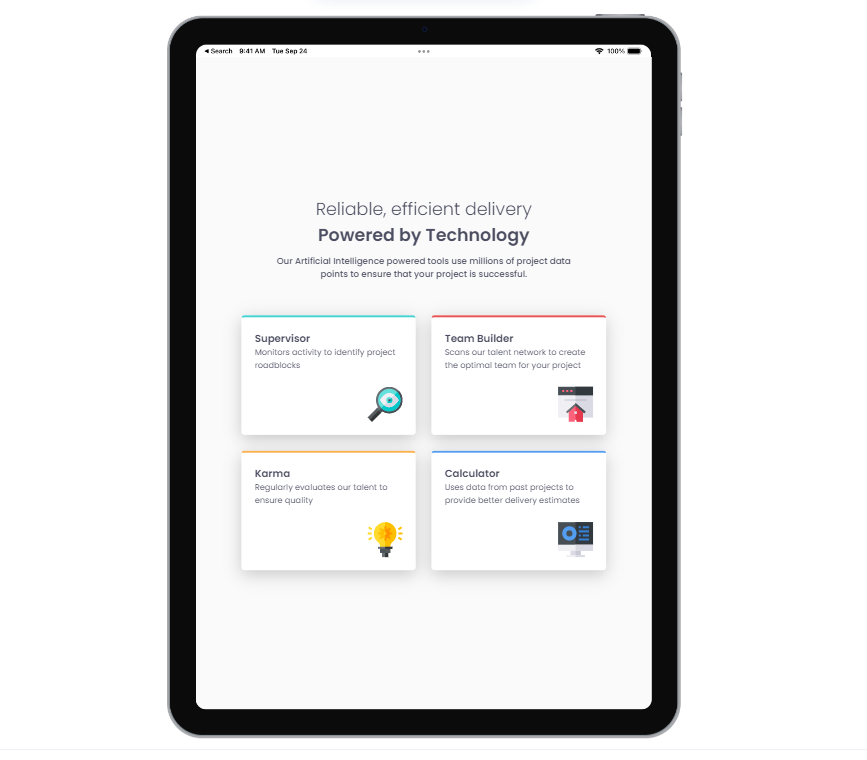 Search 9:41 AM Tue Sep 24 100%
Reliable, efficient delivery
Powered by Technology
Our Artificial Intelligence powered tools use millions of project data
points to ensure that your project is successful.
Supervisor
Monitors activity to identify project
roadblocks
Team Builder
Scans our talent network to create
the optimal team for your project
Karma
Regularly evaluates our talent to
ensure quality
Calculator
Uses data from past projects to
provide better delivery estimates